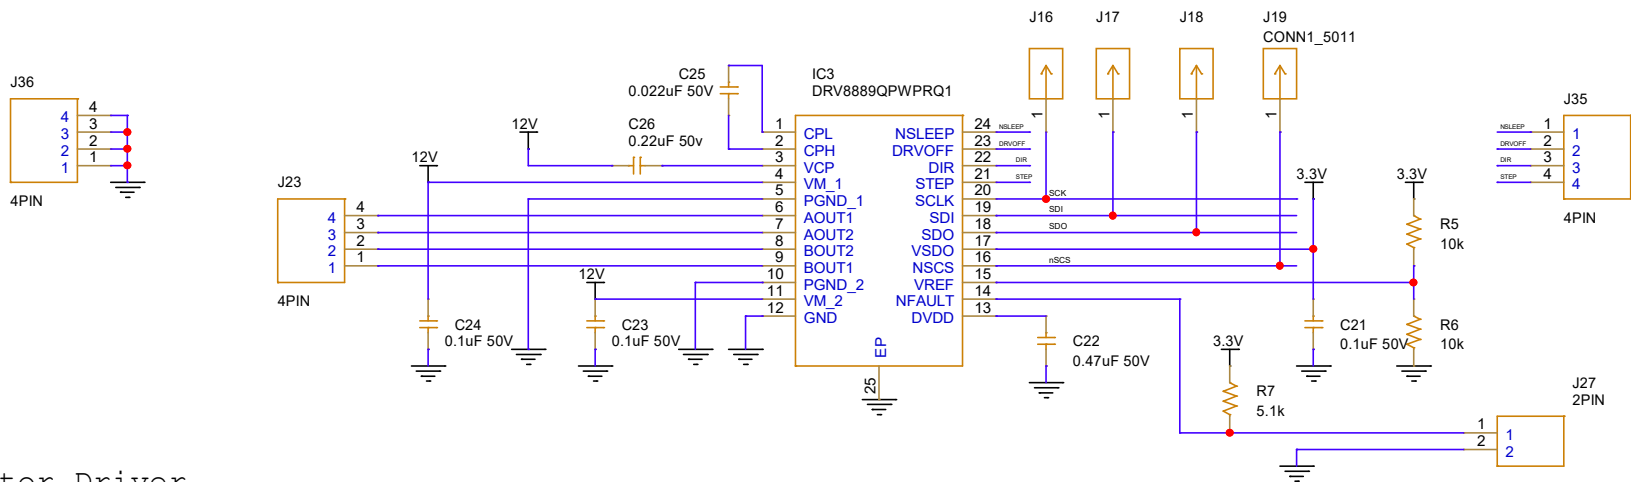 J16
J17
J18
J19
CONN1_5011
1
1
1
1
J36
4
3
2
1
4
3
2
1
4PIN
C25
0.022uF 50V
C26
0.22uF 50v
12V
12V
J23
4
3
2
1
4
3
2
1
4PIN
C24
0.1uF 50V
12V
C23
0.1uF 50V
IC3
DRV8889QPWPRQ1
1 CPL
2 CPH
3 VCP
4 VM_1
5 PGND_1
6 AOUT1
7 AOUT2
8 BOUT2
9 BOUT1
10 PGND_2
11 VM_2
12 GND
NSLEEP 24 NSLEEP
DRVOFF 23 DRVOFF
DIR 22 DIR
STEP 21 STEP
SCLK 20 SCK
SDI 19 SDI
SDO 18 SDO
VSDO 17
NSCS 16 nSCS
VREF 15
NFAULT 14
DVDD 13
EP
25
C22
0.47uF 50V
3.3V
C21
0.1uF 50V
3.3V
R5
10k
R6
10k
3.3V
R7
5.1k
J35
NSLEEP 1 1
DRVOFF 2 2
DIR 3 3
STEP 4 4
4PIN
J27
2PIN
1 1
2 2
tor Driver